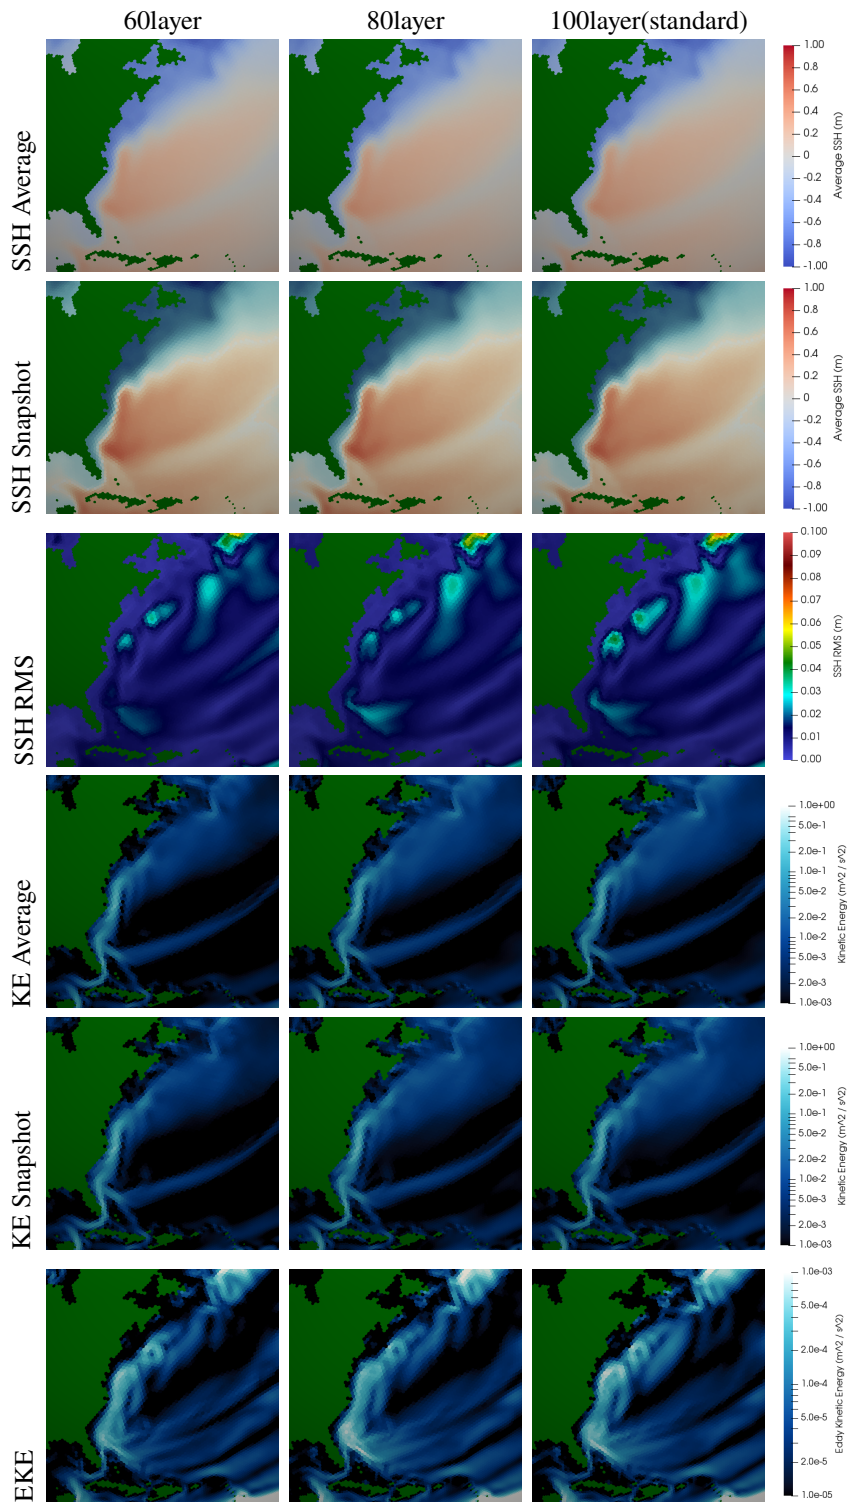 60layer 80layer 100layer(standard)
SSH Average
1.00
0.8
0.6
0.4
0.2
0
-0.2
-0.4
-0.6
-0.8
-1.00
Average SSH (m)
SSH Snapshot
1.00
0.8
0.6
0.4
0.2
0
-0.2
-0.4
-0.6
-0.8
-1.00
Average SSH (m)
SSH RMS
0.100
0.09
0.08
0.07
0.06
0.05
0.04
0.03
0.02
0.01
0.00
SSH RMS (m)
KE Average
1.0e+00
5.0e-1
2.0e-1
1.0e-1
5.0e-2
2.0e-2
1.0e-2
5.0e-3
2.0e-3
1.0e-03
Kinetic Energy (m^2 / s^2)
KE Snapshot
1.0e+00
5.0e-1
2.0e-1
1.0e-1
5.0e-2
2.0e-2
1.0e-2
5.0e-3
2.0e-3
1.0e-03
Kinetic Energy (m^2 / s^2)
EKE
1.0e-03
5.0e-4
2.0e-4
1.0e-4
5.0e-5
2.0e-5
1.0e-05
Eddy Kinetic Energy (m^2 / s^2)